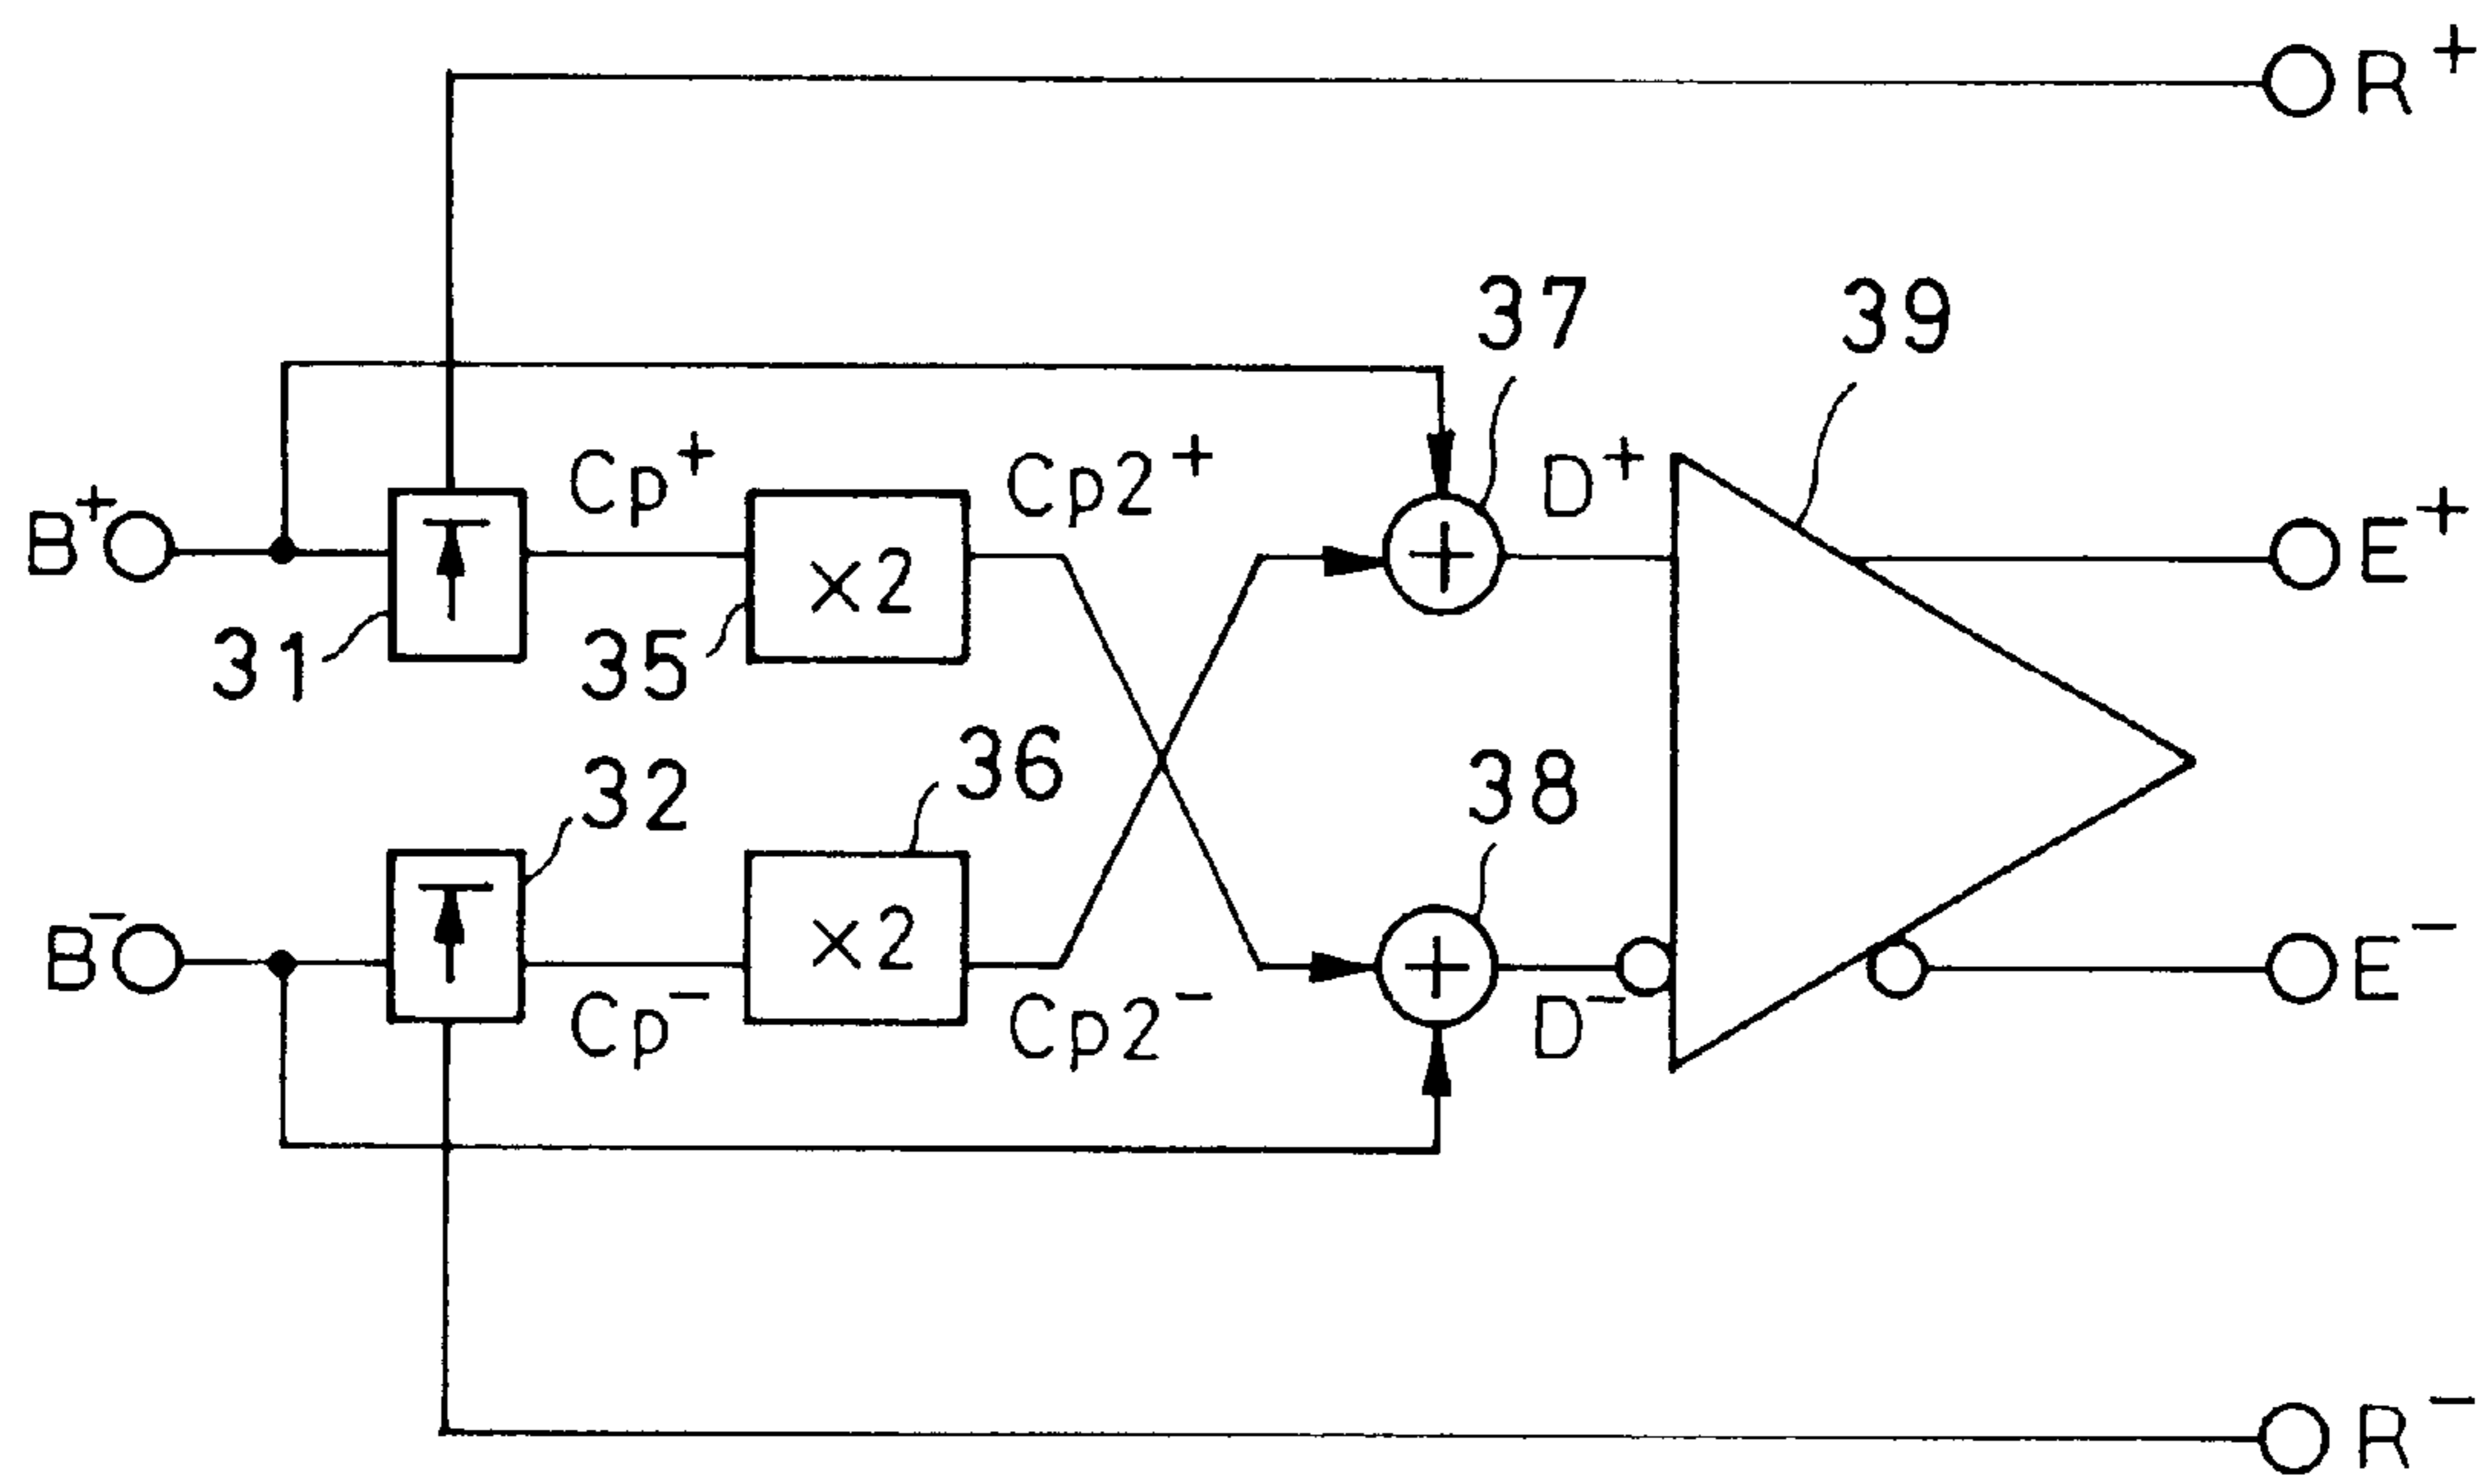 R⁺
37
39
Cp⁺
Cp2⁺
D⁺
B⁺
E⁺
×2
31
35
36
32
38
×2
B⁻
E⁻
Cp⁻
Cp2⁻
D⁻
R⁻